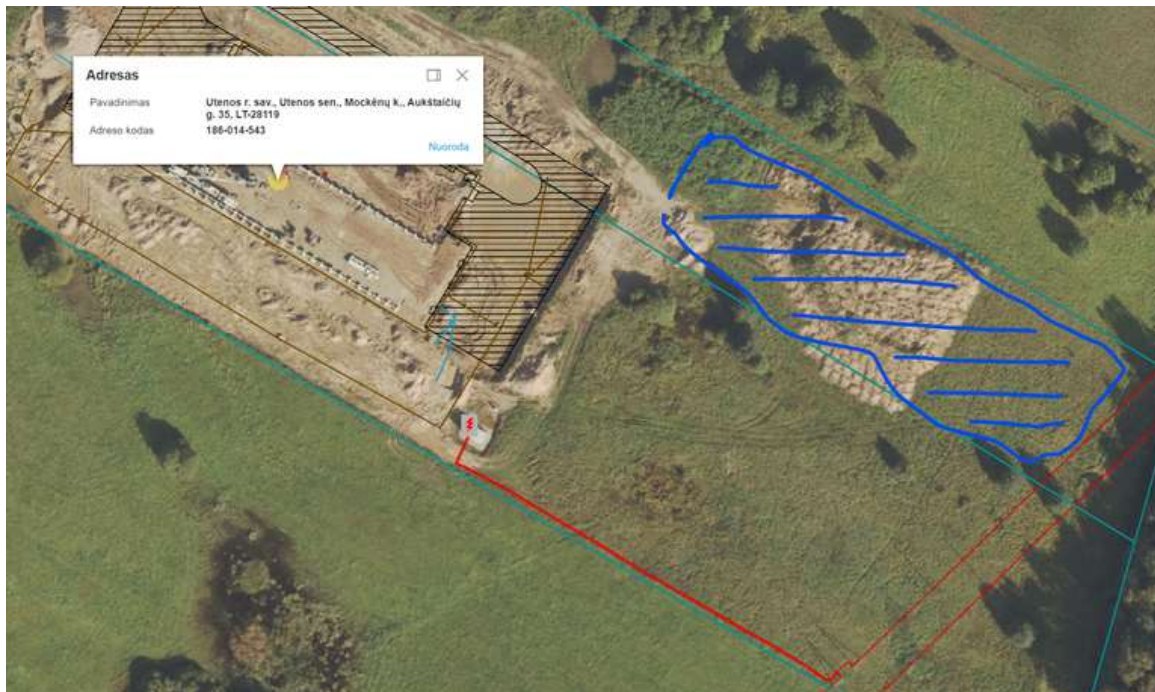 Adresas
Pavadinimas
Utenos r. sav., Utenos sen., Mockėnų k., Aukštaičių
g. 35, LT-28119
Adreso kodas
186-014-543
Nuoroda